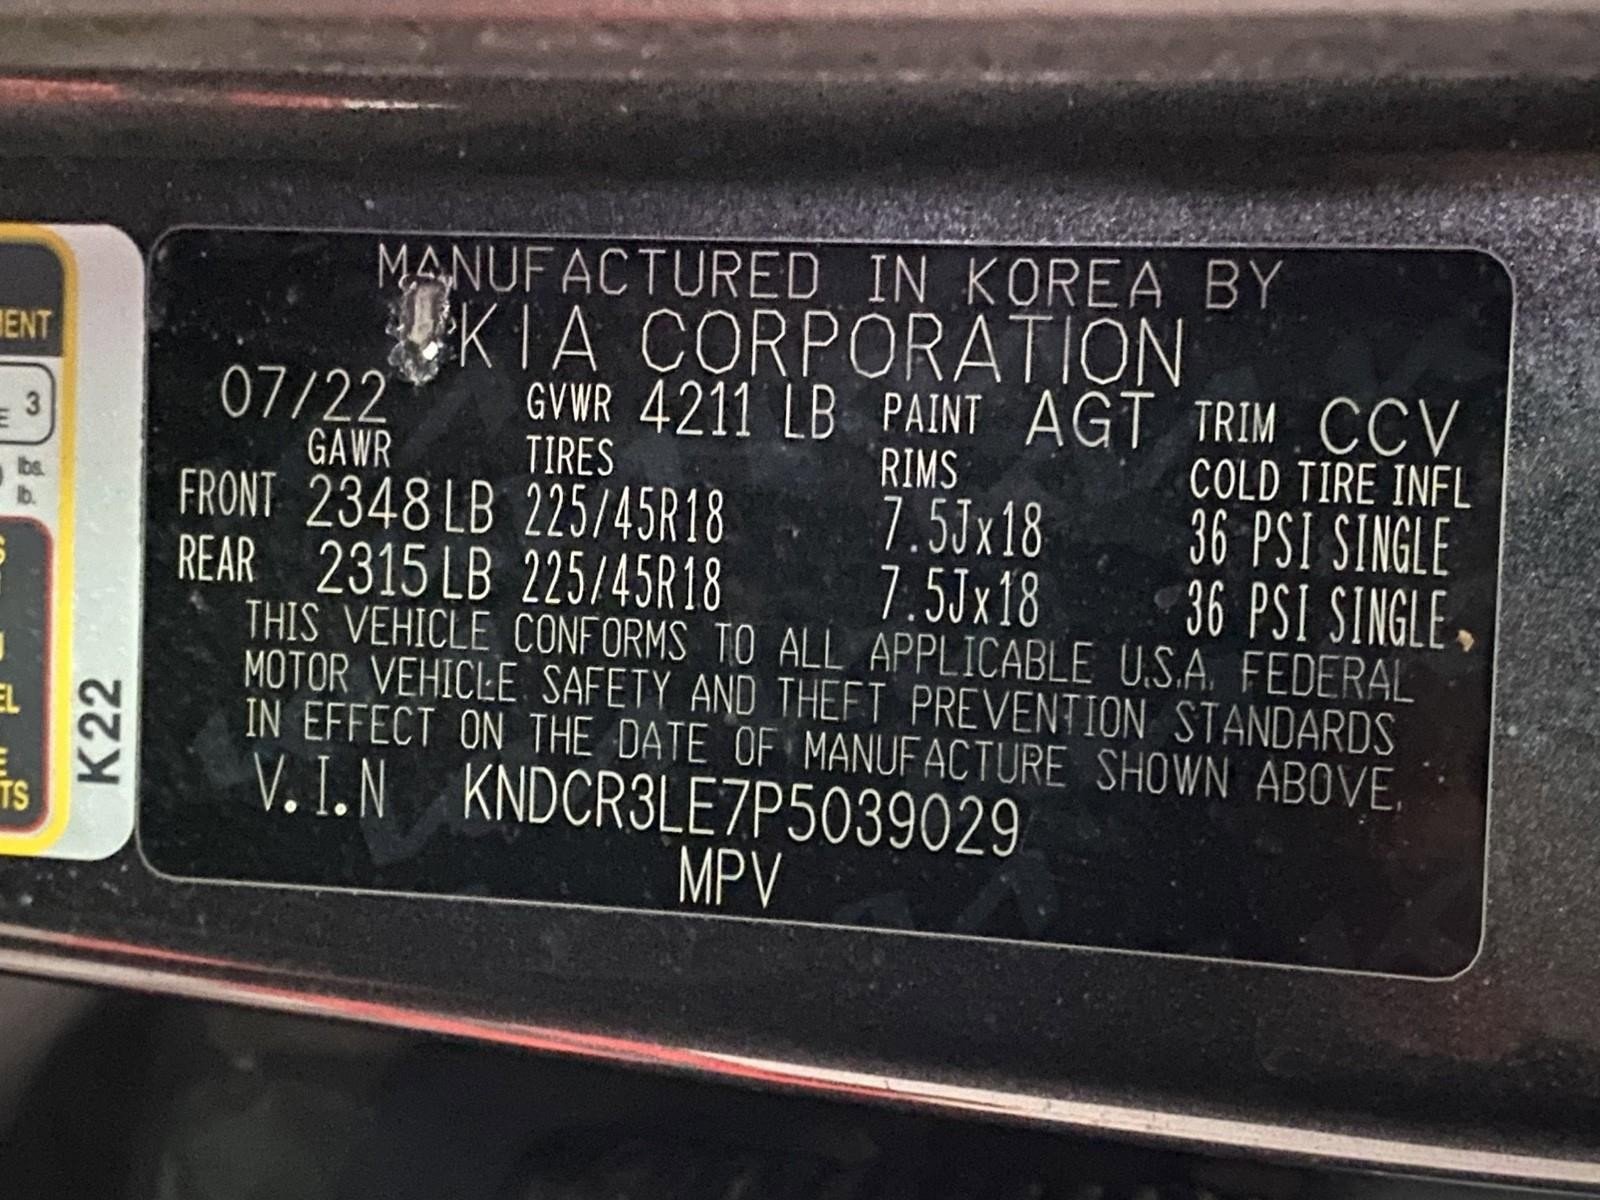 MANUFACTURED IN KOREA BY
KIA CORPORATION
07/22 GVWR 4211 LB PAINT AGT TRIM CCV
GAWR TIRES RIMS COLD TIRE INFL
FRONT 2348 LB 225/45R18 7.5Jx18 36 PSI SINGLE
REAR 2315 LB 225/45R18 7.5Jx18 36 PSI SINGLE
THIS VEHICLE CONFORMS TO ALL APPLICABLE U.S.A. FEDERAL
MOTOR VEHICLE SAFETY AND THEFT PREVENTION STANDARDS
IN EFFECT ON THE DATE OF MANUFACTURE SHOWN ABOVE.
V.I.N KNDCR3LE7P5039029
MPV
K22
3
lbs.
lb.